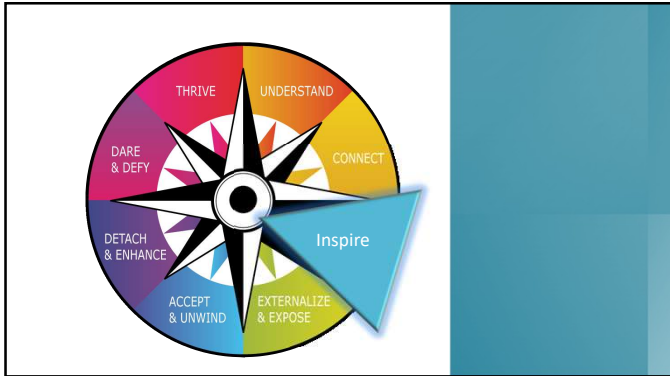 THRIVE
UNDERSTAND
DARE
& DEFY
CONNECT
Inspire
DETACH
& ENHANCE
ACCEPT
& UNWIND
EXTERNALIZE
& EXPOSE